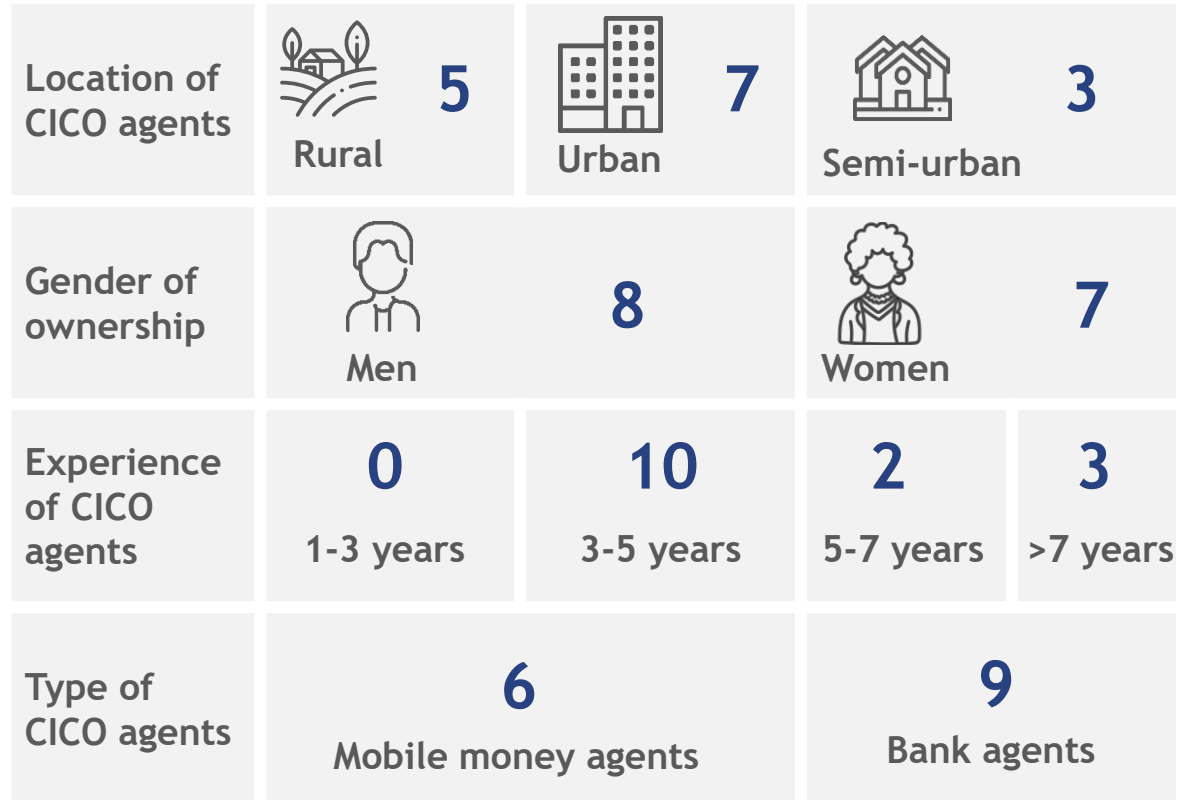 Location of
CICO agents
5
Rural
7
Urban
3
Semi-urban
Gender of
ownership
8
Men
7
Women
Experience
of CICO
agents
0
1-3 years
10
3-5 years
2
5-7 years
3
>7 years
Type of
CICO agents
6
Mobile money agents
9
Bank agents